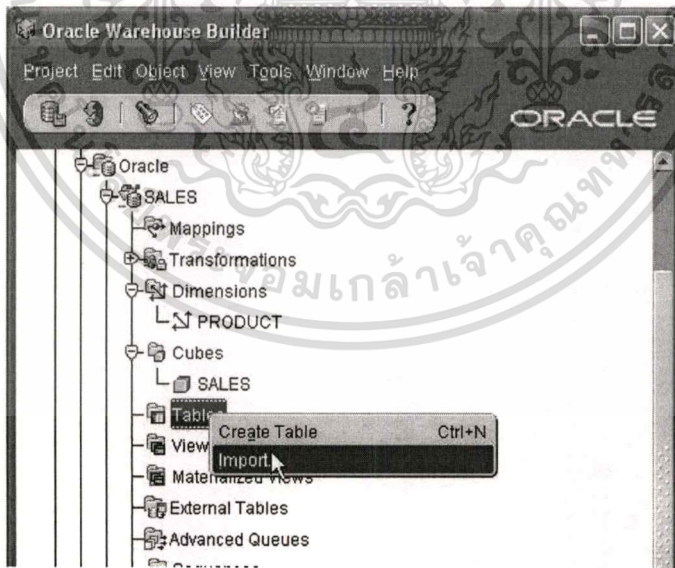 Oracle Warehouse Builder
Project Edit Object View Tools Window Help
ORACLE
Oracle
SALES
Mappings
Transformations
Dimensions
PRODUCT
Cubes
SALES
Create Table Ctrl+N
Import...
Materialized Views
External Tables
Advanced Queues